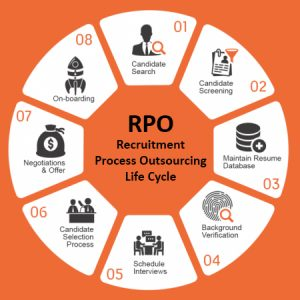 RPO
Recruitment
Process Outsourcing
Life Cycle
01
Candidate
Search
Candidate
Screening
02
Maintain Resume
Database
03
Background
Verification
04
Schedule
Interviews
05
Candidate
Selection
Process
06
Negotiations
& Offer
07
On-boarding
08
$